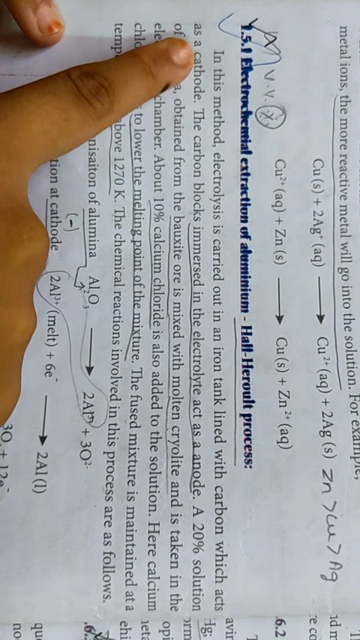 metal ions, the more reactive metal will go into the solution. For example,
Cu (s) + 2Ag⁺ (aq) ⟶ Cu²⁺ (aq) + 2Ag (s) Zn > Cu > Ag
Cu²⁺ (aq) + Zn (s) ⟶ Cu (s) + Zn²⁺ (aq)
V.V.
1.5.1 Electrochemical extraction of aluminium - Hall-Heroult process:
In this method, electrolysis is carried out in an iron tank lined with carbon which acts
as a cathode. The carbon blocks immersed in the electrolyte act as a anode. A 20% solution
of obtained from the bauxite ore is mixed with molten cryolite and is taken in the
chamber. About 10% calcium chloride is also added to the solution. Here calcium
to lower the melting point of the mixture. The fused mixture is maintained at a
above 1270 K. The chemical reactions involved in this process are as follows.
of alumina Al₂O₃ ⟶ 2Al³⁺ + 3O²⁻
(-)
at cathode 2Al³⁺ (melt) + 6e⁻ ⟶ 2Al (l)